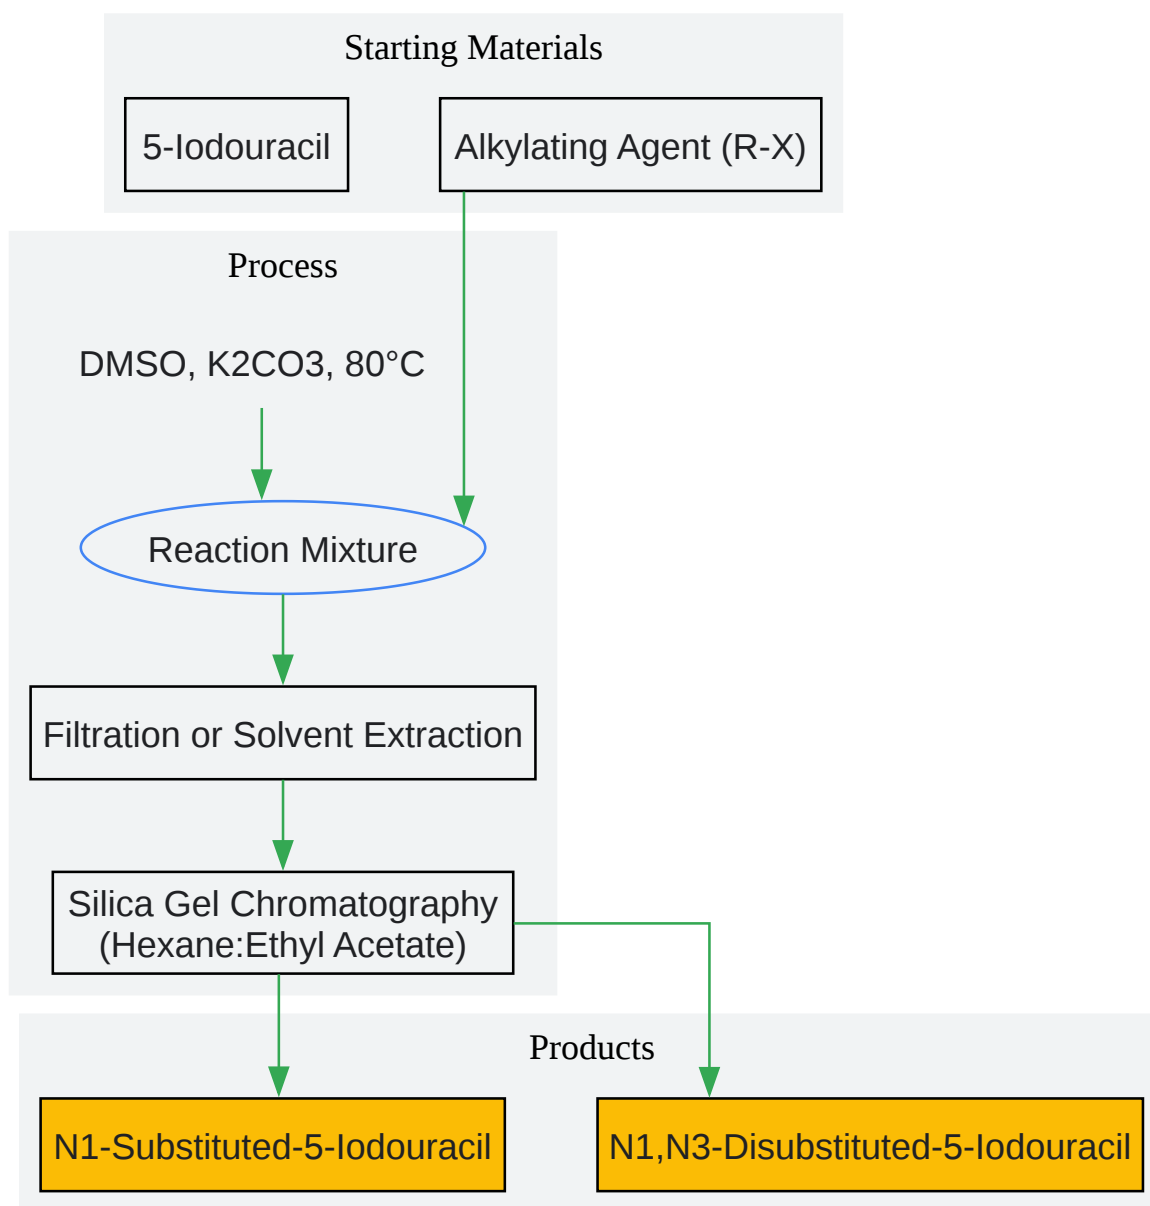 Starting Materials
5-Iodouracil
Alkylating Agent (R-X)
Process
DMSO, K2CO3, 80°C
Reaction Mixture
Filtration or Solvent Extraction
Silica Gel Chromatography
(Hexane:Ethyl Acetate)
Products
N1-Substituted-5-Iodouracil
N1,N3-Disubstituted-5-Iodouracil